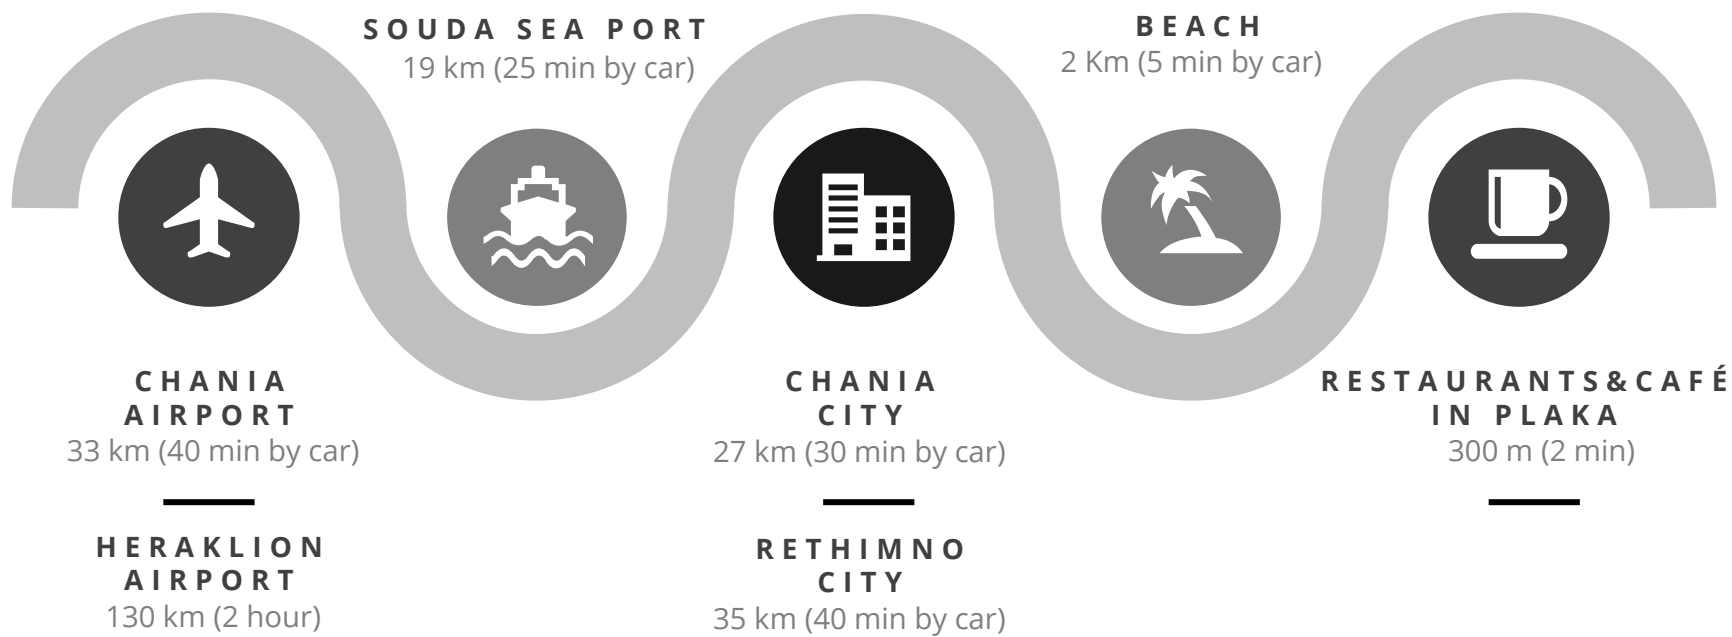 SOUDA SEA PORT
19 km (25 min by car)
BEACH
2 Km (5 min by car)
CHANIA
AIRPORT
33 km (40 min by car)
HERAKLION
AIRPORT
130 km (2 hour)
CHANIA
CITY
27 km (30 min by car)
RETHIMNO
CITY
35 km (40 min by car)
RESTAURANTS&CAFÉ
IN PLAKA
300 m (2 min)